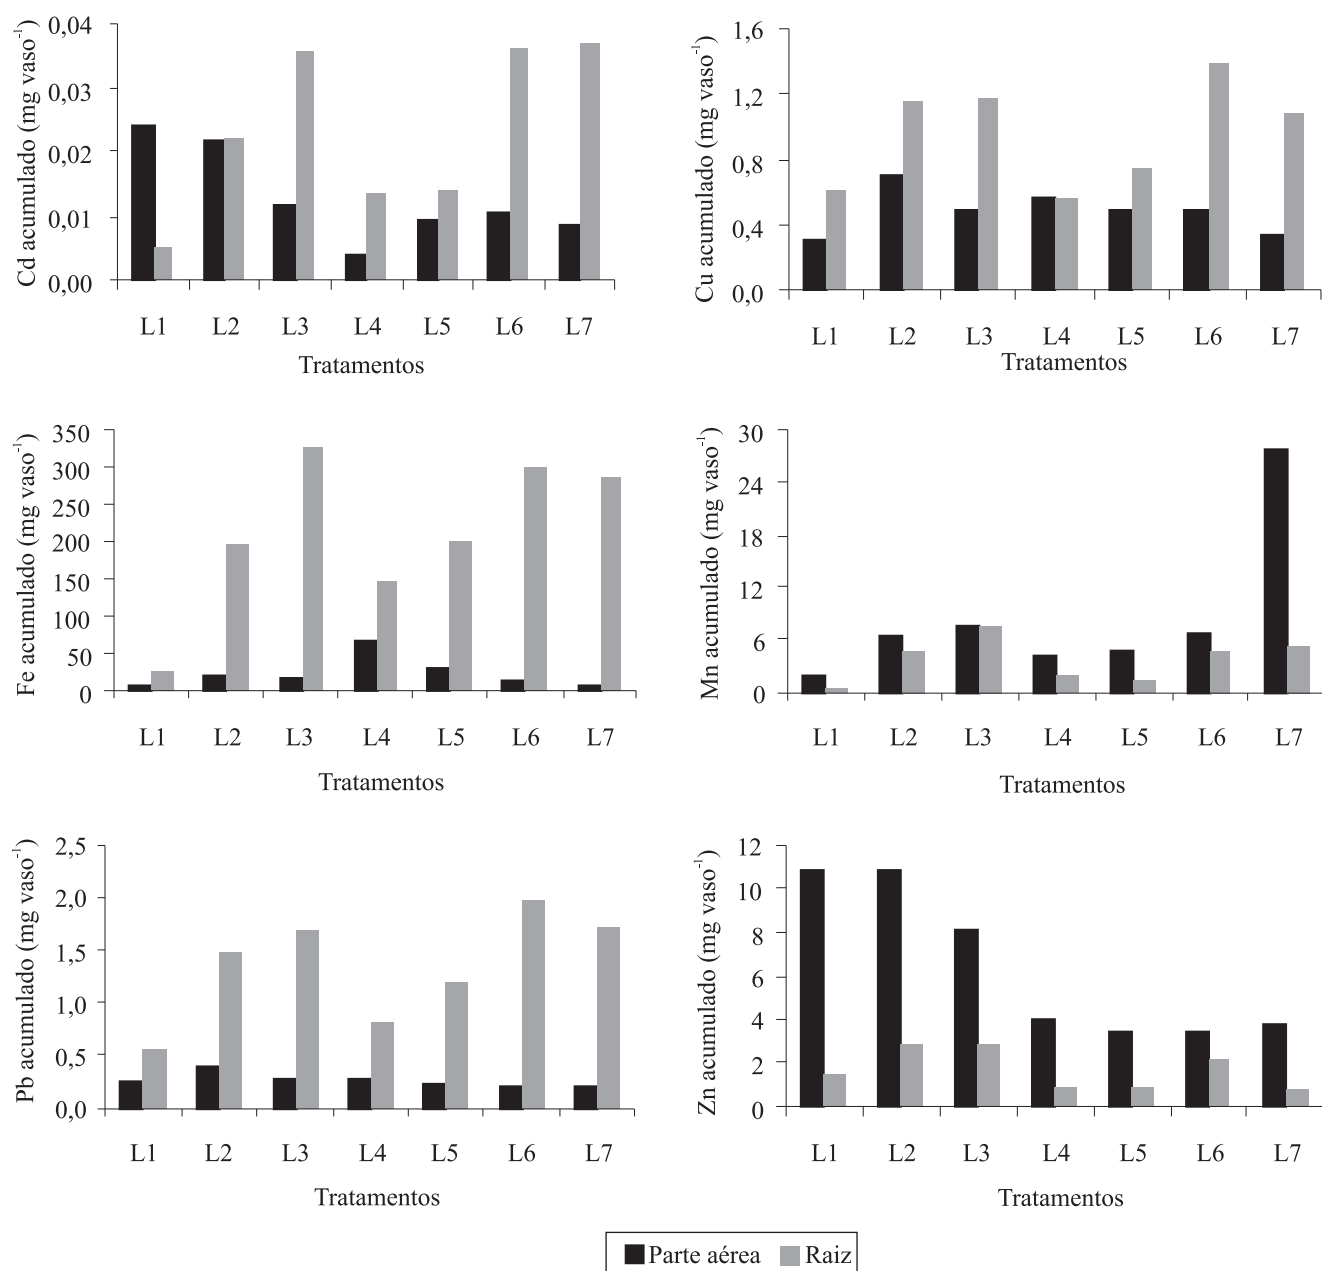 Cd acumulado (mg vaso⁻¹)
0,04
0,03
0,02
0,01
0,00
L1 L2 L3 L4 L5 L6 L7
Tratamentos
Cu acumulado (mg vaso⁻¹)
1,6
1,2
0,8
0,4
0,0
L1 L2 L3 L4 L5 L6 L7
Tratamentos
Fe acumulado (mg vaso⁻¹)
350
300
250
200
150
100
50
0
L1 L2 L3 L4 L5 L6 L7
Tratamentos
Mn acumulado (mg vaso⁻¹)
30
24
18
12
6
0
L1 L2 L3 L4 L5 L6 L7
Tratamentos
Pb acumulado (mg vaso⁻¹)
2,5
2,0
1,5
1,0
0,5
0,0
L1 L2 L3 L4 L5 L6 L7
Tratamentos
Zn acumulado (mg vaso⁻¹)
12
10
8
6
4
2
0
L1 L2 L3 L4 L5 L6 L7
Tratamentos
Parte aérea Raiz